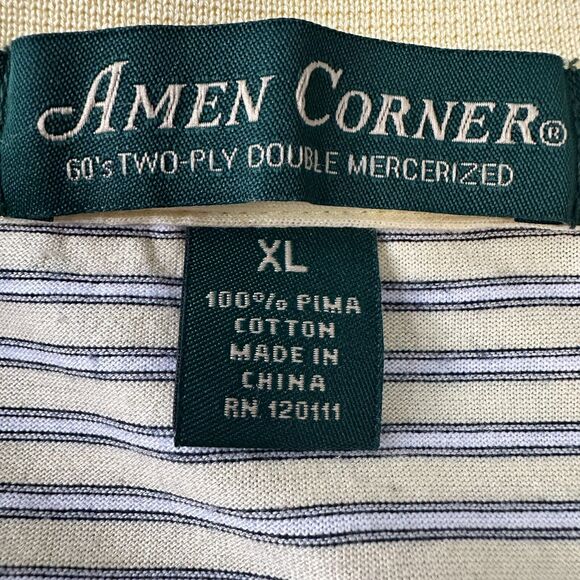 AMEN CORNER®
60's TWO-PLY DOUBLE MERCERIZED
XL
100% PIMA
COTTON
MADE IN
CHINA
RN 120111